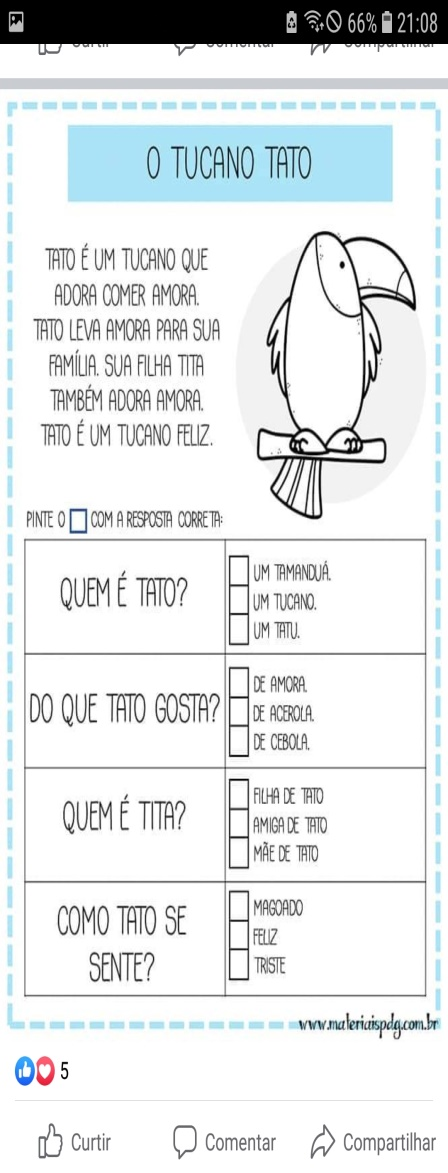 66% 21:08
Curtir Comentar Compartilhar
O TUCANO TATO
TATO É UM TUCANO QUE
ADORA COMER AMORA.
TATO LEVA AMORA PARA SUA
FAMÍLIA. SUA FILHA TITA
TAMBÉM ADORA AMORA.
TATO É UM TUCANO FELIZ.
PINTE O COM A RESPOSTA CORRETA:
QUEM É TATO?
UM TAMANDUÁ.
UM TUCANO.
UM TATU.
DO QUE TATO GOSTA?
DE AMORA.
DE ACEROLA.
DE CEBOLA.
QUEM É TITA?
FILHA DE TATO
AMIGA DE TATO
MÃE DE TATO
COMO TATO SE
SENTE?
MAGOADO
FELIZ
TRISTE
www.materiaispdg.com.br
5
Curtir Comentar Compartilhar